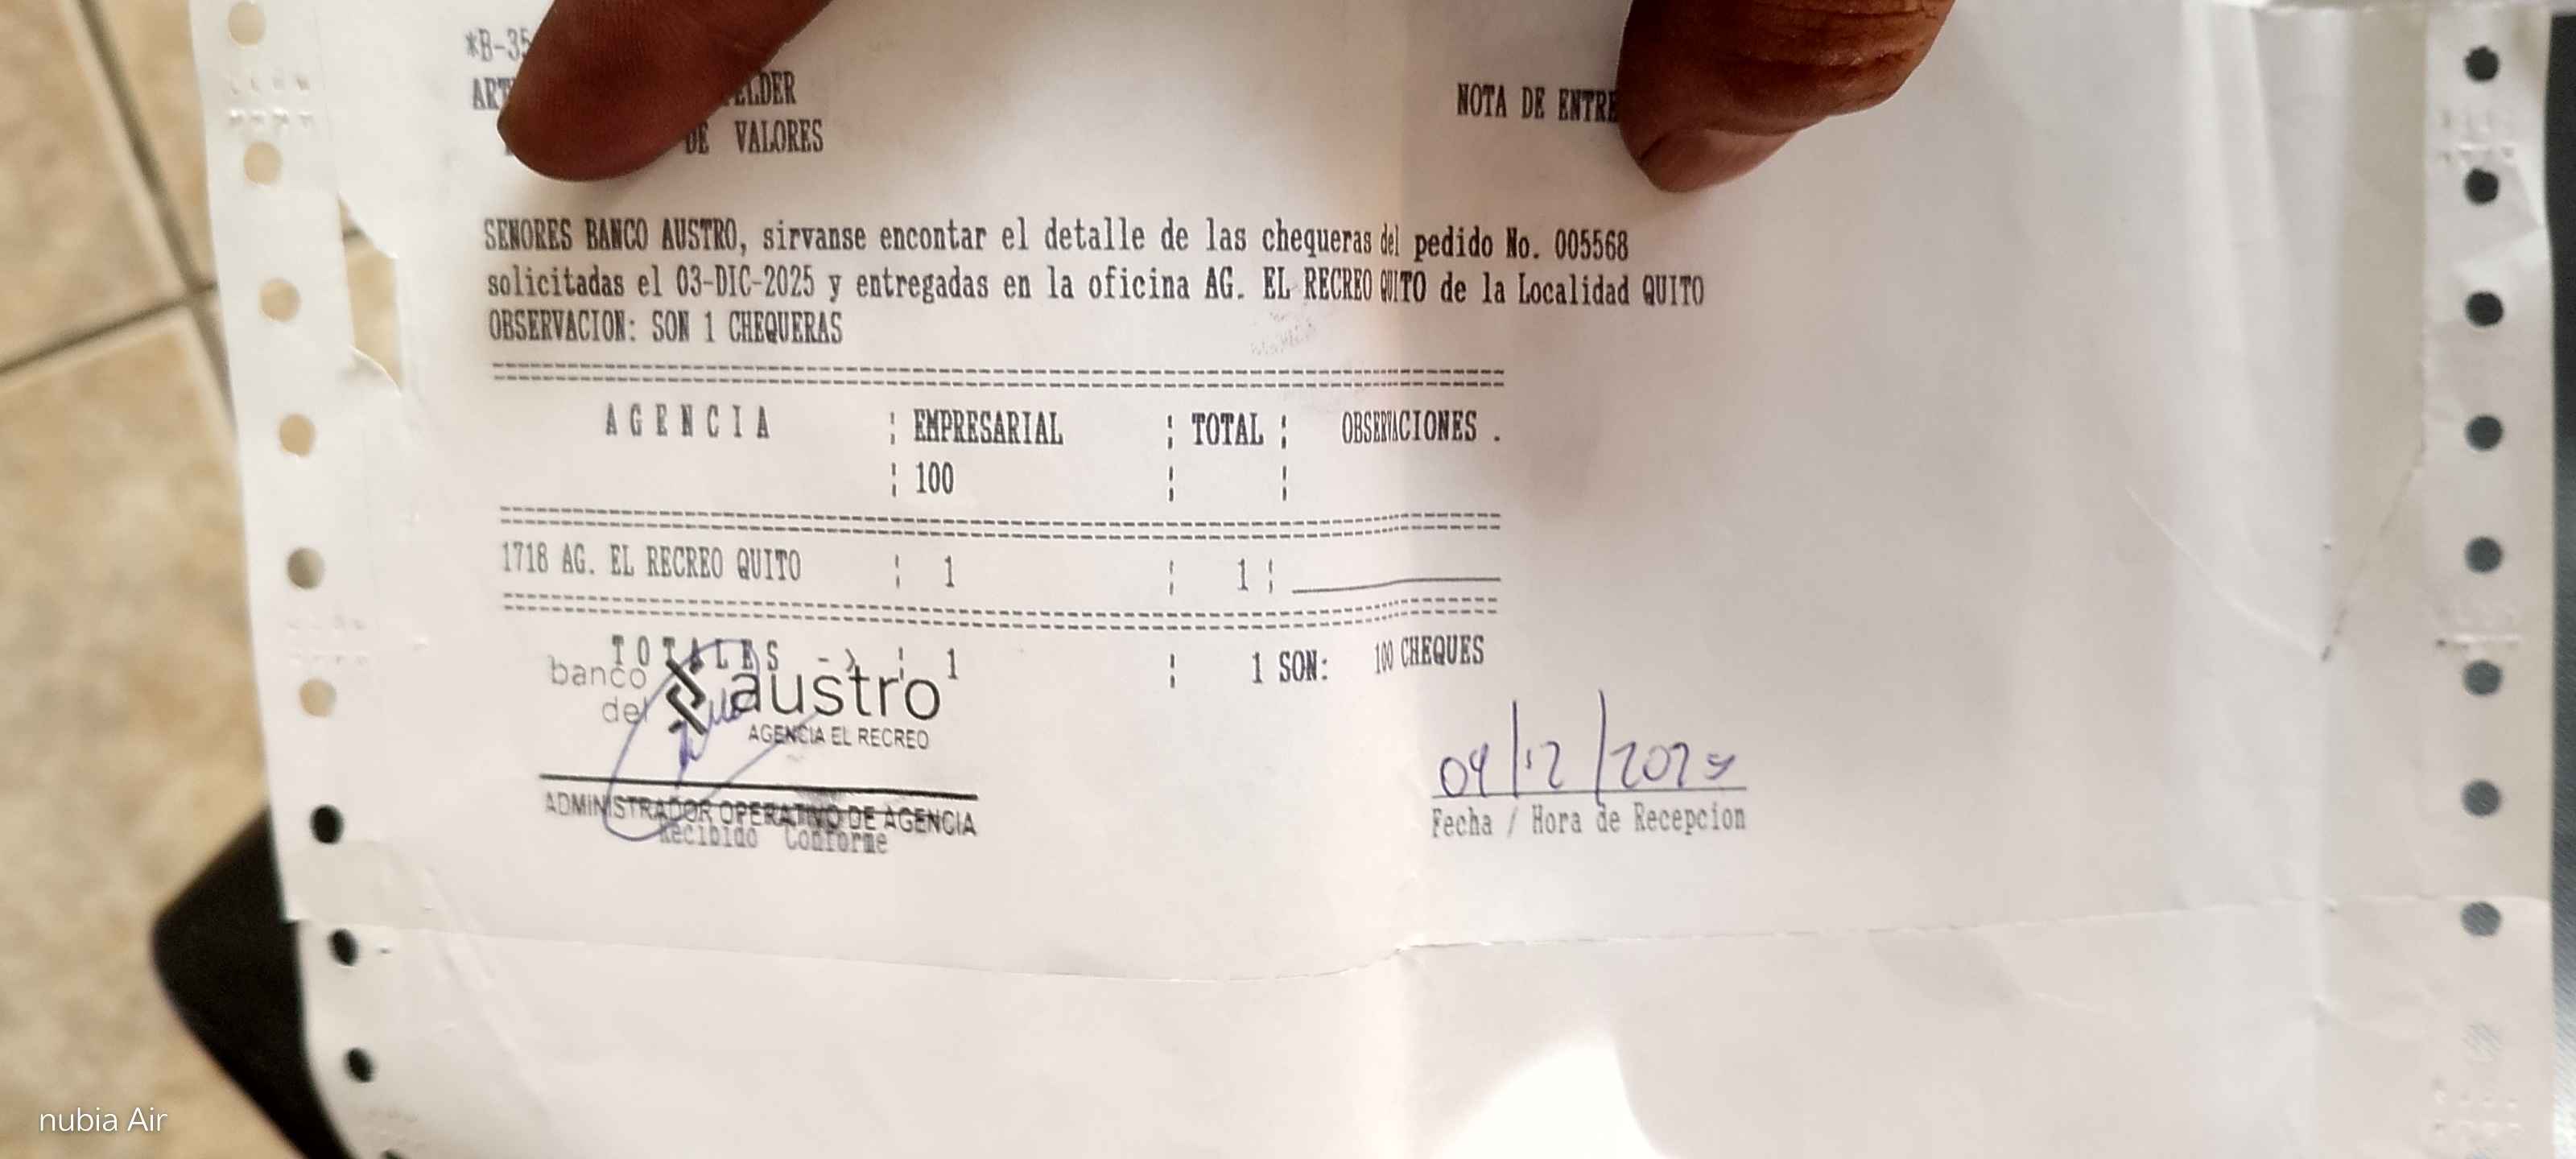 *B-35
ART ELDER
DE VALORES
NOTA DE ENTRE
SENORES BANCO AUSTRO, sirvanse encontar el detalle de las chequeras del pedido No. 005568
solicitadas el 03-DIC-2025 y entregadas en la oficina AG. EL RECREO QUITO de la Localidad QUITO
OBSERVACION: SON 1 CHEQUERAS
A G E N C I A ¦ EMPRESARIAL ¦ TOTAL ¦ OBSERVACIONES .
¦ 100 ¦ ¦
1718 AG. EL RECREO QUITO ¦ 1 ¦ 1 ¦
T O T A L E S -> ¦ 1 ¦ 1 SON: 100 CHEQUES
banco del austro
AGENCIA EL RECREO
ADMINISTRADOR OPERATIVO DE AGENCIA
Recibido Conforme
04/12/2025
Fecha / Hora de Recepcion
nubia Air